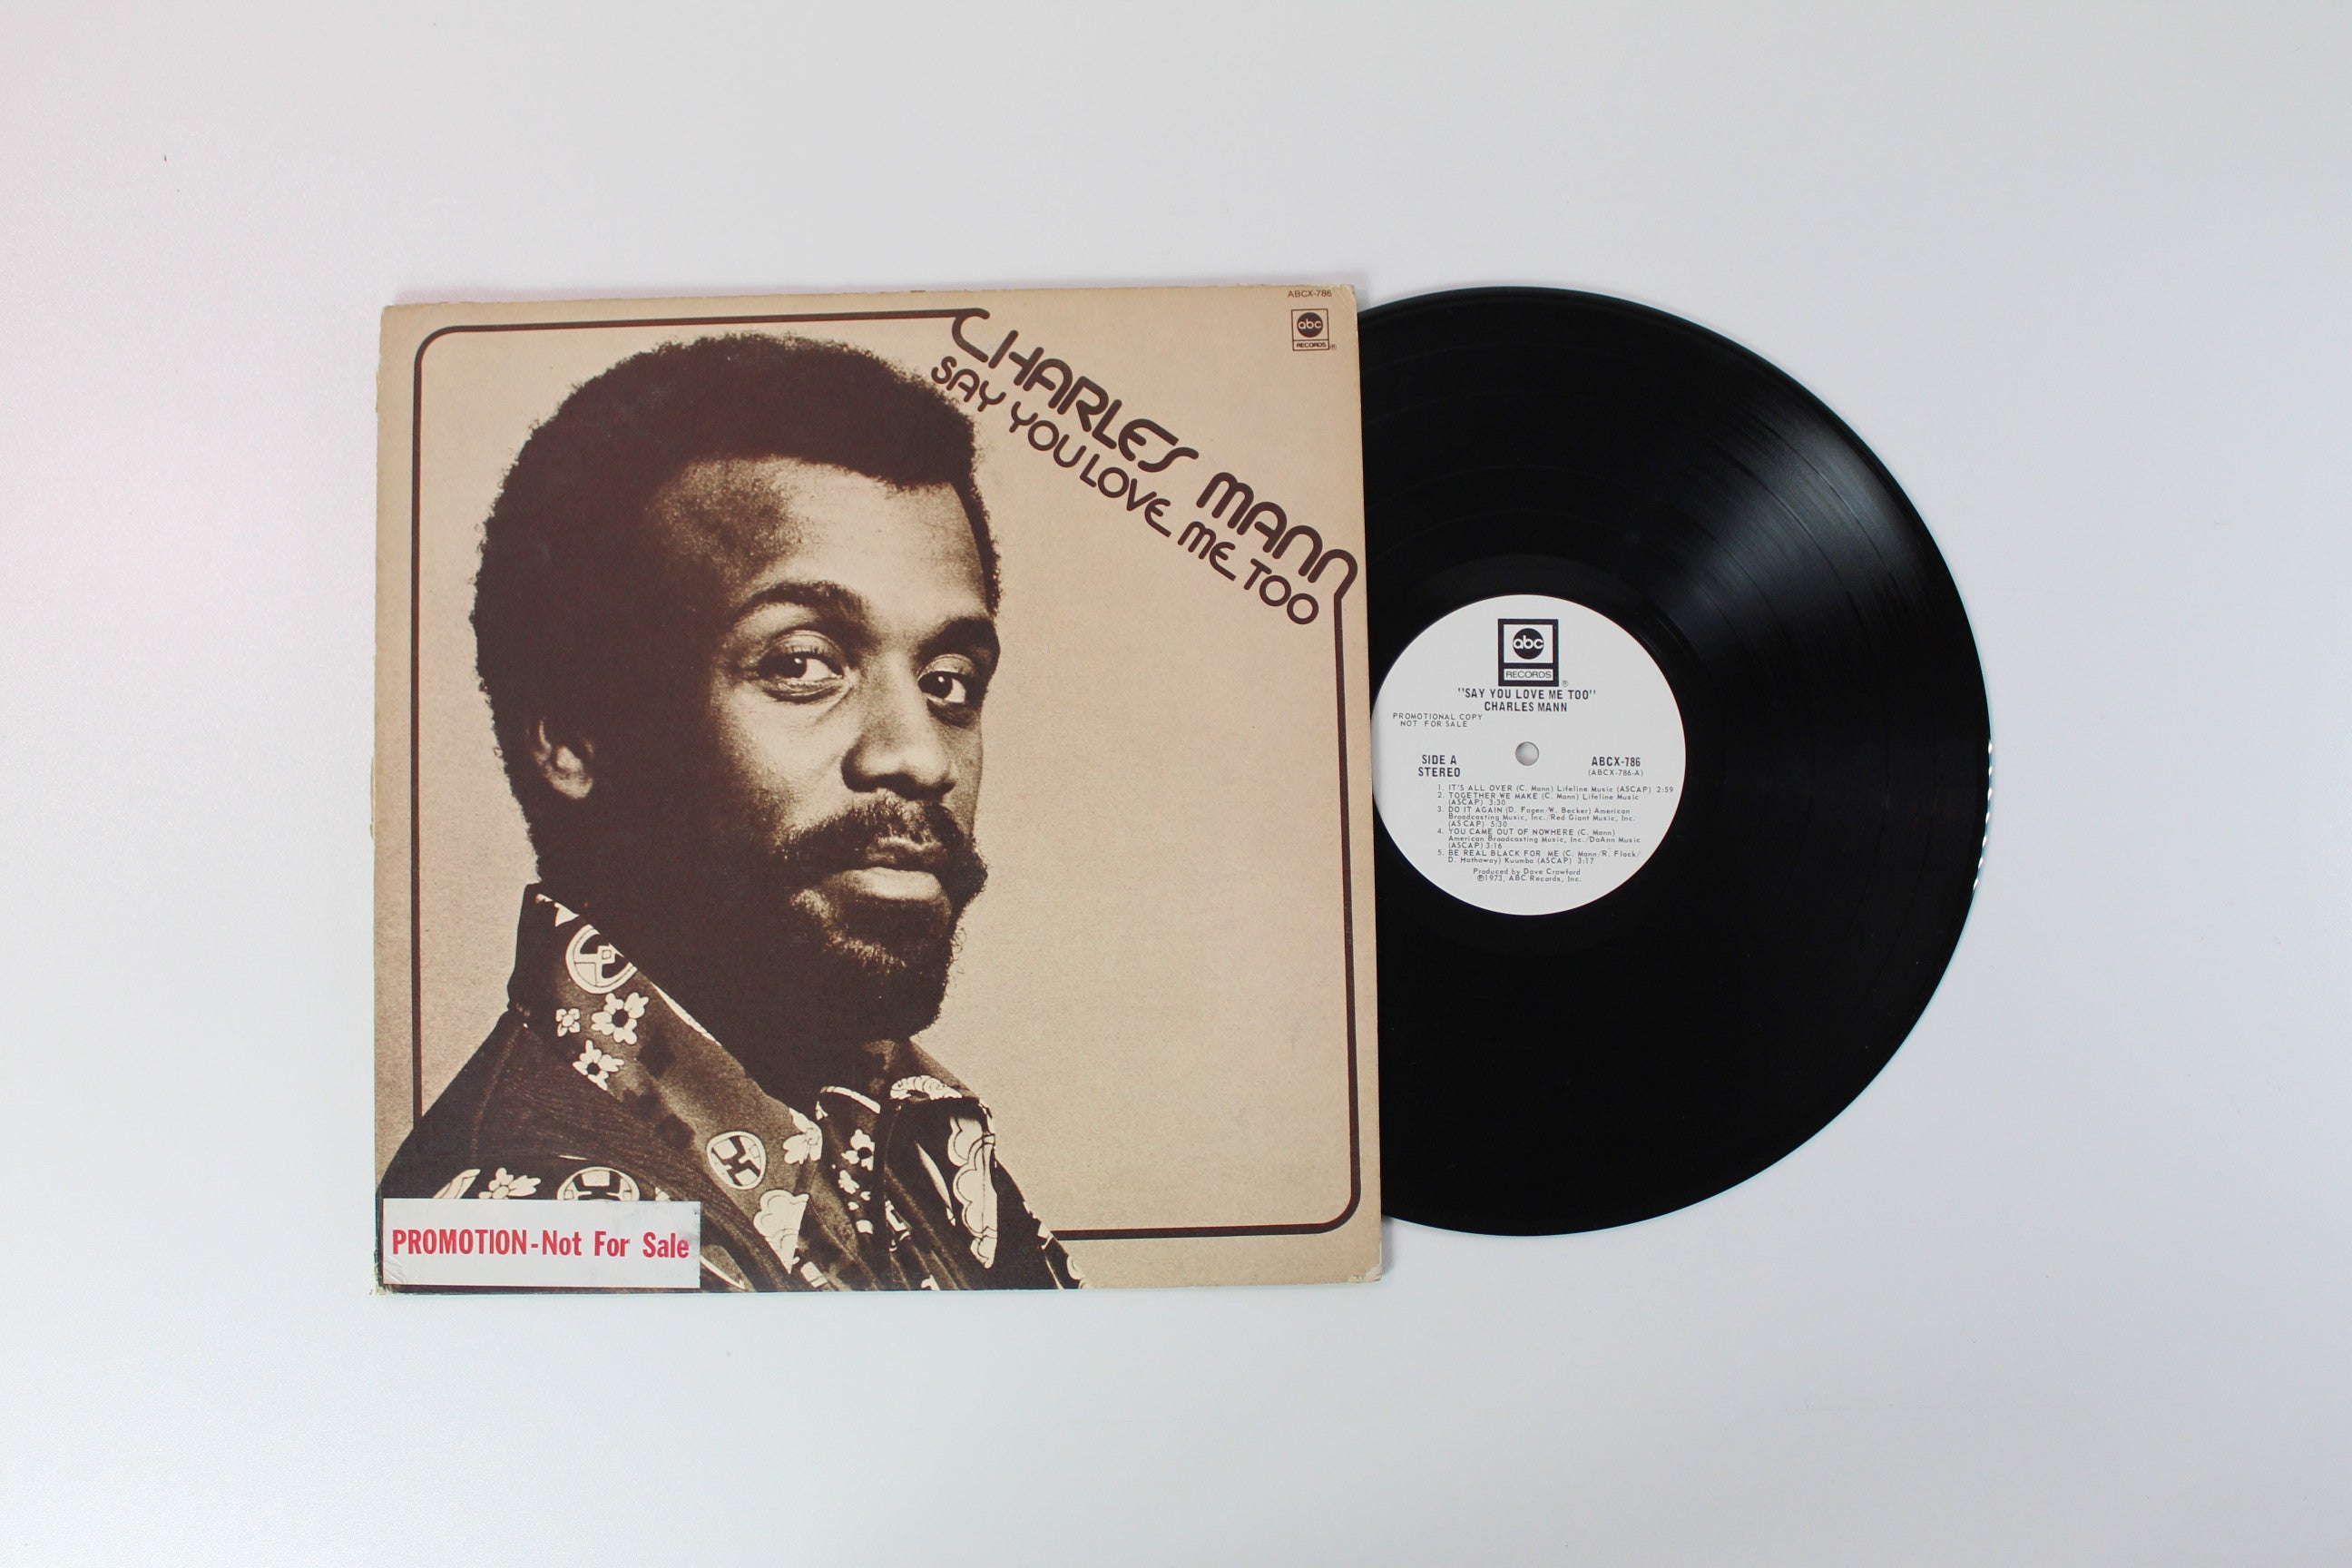 ABCX-786
abc
RECORDS®
CHARLES MANN
SAY YOU LOVE ME TOO
PROMOTION-Not For Sale
abc
RECORDS®
"SAY YOU LOVE ME TOO"
CHARLES MANN
PROMOTIONAL COPY
NOT FOR SALE
SIDE A
STEREO
ABCX-786
(ABCX-786-A)
1. IT'S ALL OVER (C. Mann) Lifeline Music (ASCAP) 2:59
2. TOGETHER WE MAKE (C. Mann) Lifeline Music
(ASCAP) 3:30
3. DO IT AGAIN (D. Fagen/W. Becker) American
Broadcasting Music, Inc./Red Giant Music, Inc.
(ASCAP) 5:30
4. YOU CAME OUT OF NOWHERE (C. Mann)
American Broadcasting Music, Inc./DaAnn Music
(ASCAP) 3:16
5. BE REAL BLACK FOR ME (C. Mann/R. Flack/
D. Hathaway) Kuumba (ASCAP) 3:17
Produced by Dave Crawford
℗1973, ABC Records, Inc.